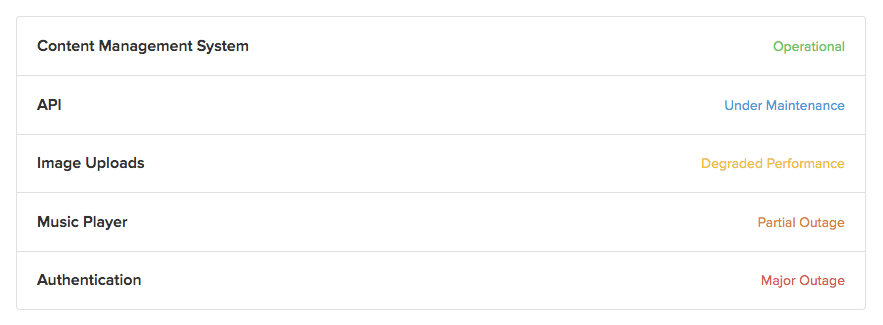 Content Management System Operational
API Under Maintenance
Image Uploads Degraded Performance
Music Player Partial Outage
Authentication Major Outage